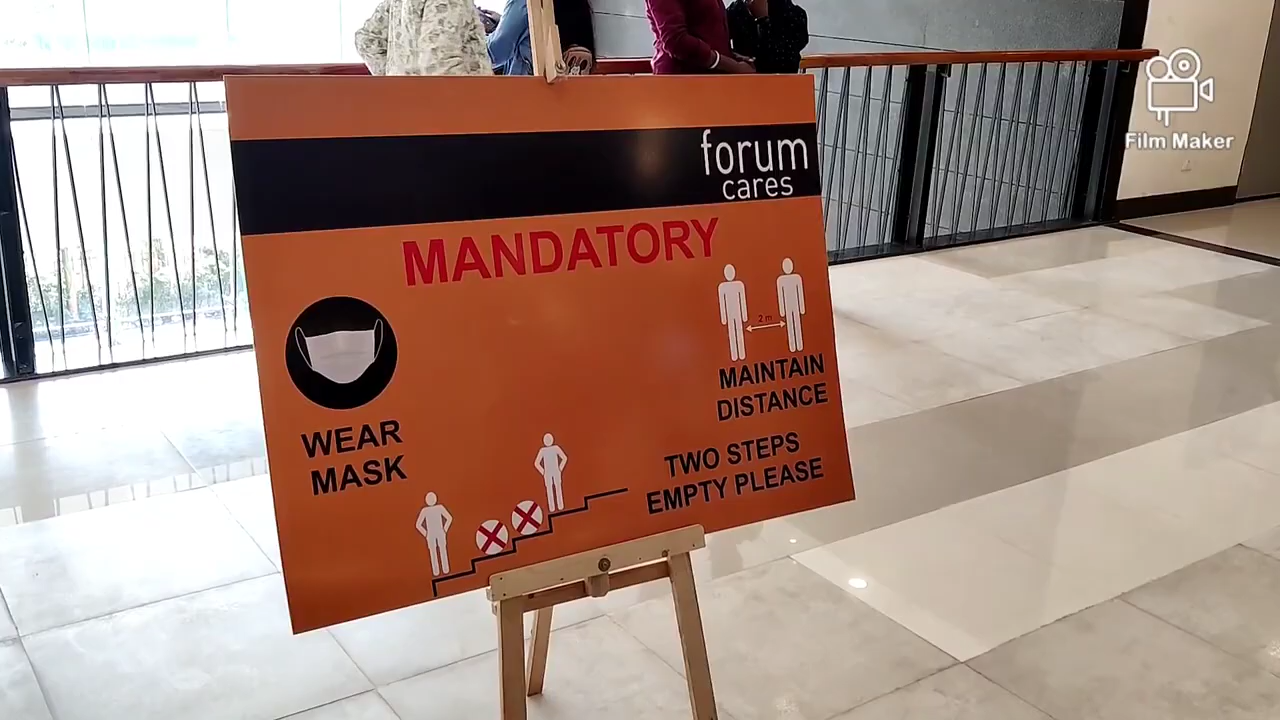 forum
cares
MANDATORY
2 m
MAINTAIN
DISTANCE
WEAR
MASK
TWO STEPS
EMPTY PLEASE
Film Maker